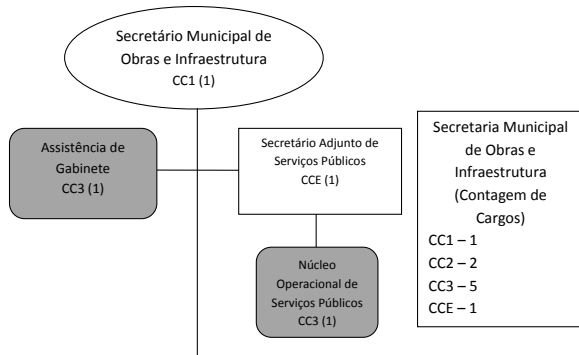 Secretário Municipal de
Obras e Infraestrutura
CC1 (1)
Assistência de
Gabinete
CC3 (1)
Secretário Adjunto de
Serviços Públicos
CCE (1)
Núcleo
Operacional de
Serviços Públicos
CC3 (1)
Secretaria Municipal
de Obras e
Infraestrutura
(Contagem de
Cargos)
CC1 – 1
CC2 – 2
CC3 – 5
CCE – 1